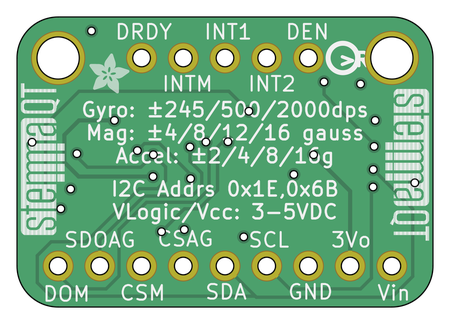 DRDY INT1 DEN
INTM INT2
Gyro: ±245/500/2000dps
Mag: ±4/8/12/16 gauss
Accel: ±2/4/8/16g
I2C Addrs 0x1E,0x6B
VLogic/Vcc: 3-5VDC
SDOAG CSAG SCL 3Vo
DOM CSM SDA GND Vin
stemma QT
stemma QT